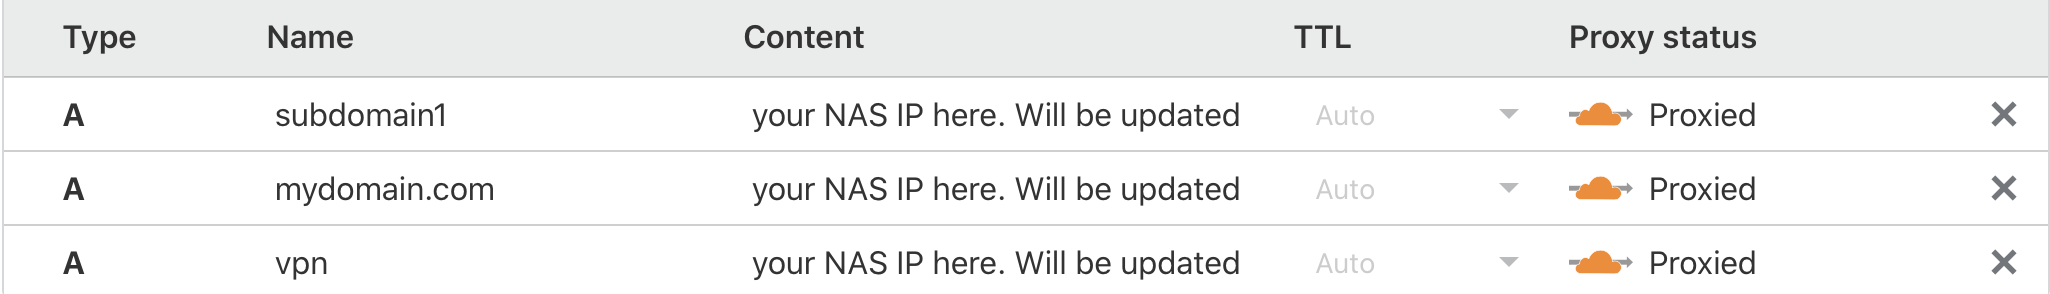 Type Name Content TTL Proxy status
A subdomain1 your NAS IP here. Will be updated Auto Proxied
A mydomain.com your NAS IP here. Will be updated Auto Proxied
A vpn your NAS IP here. Will be updated Auto Proxied